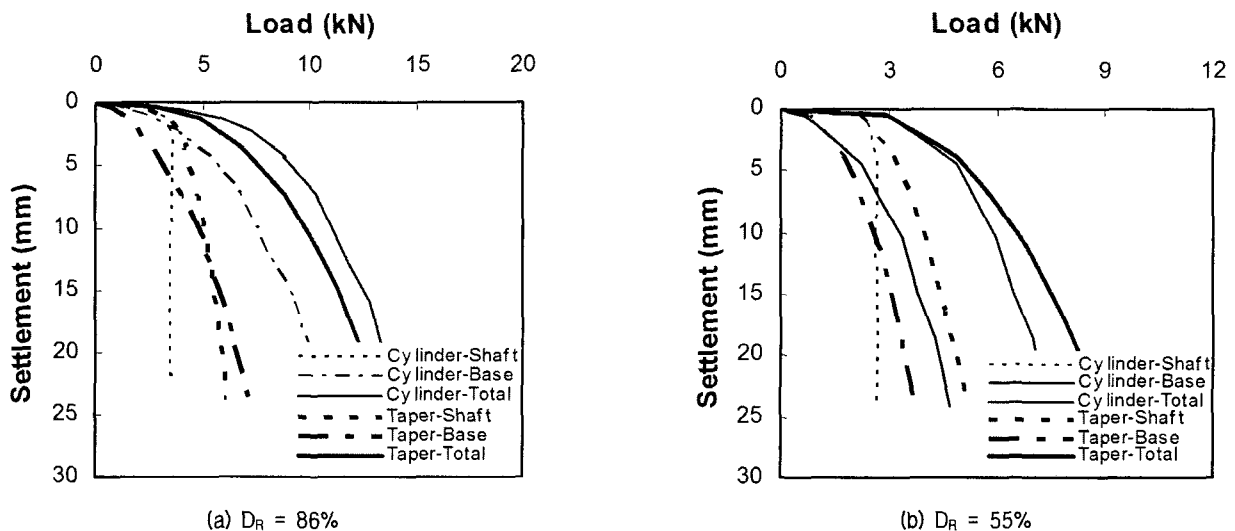 Load (kN)
0 5 10 15 20
0
5
10
15
20
25
30
Settlement (mm)
Cylinder-Shaft
Cylinder-Base
Cylinder-Total
Taper-Shaft
Taper-Base
Taper-Total
(a) DR = 86%
Load (kN)
0 3 6 9 12
0
5
10
15
20
25
30
Settlement (mm)
Cylinder-Shaft
Cylinder-Base
Cylinder-Total
Taper-Shaft
Taper-Base
Taper-Total
(b) DR = 55%